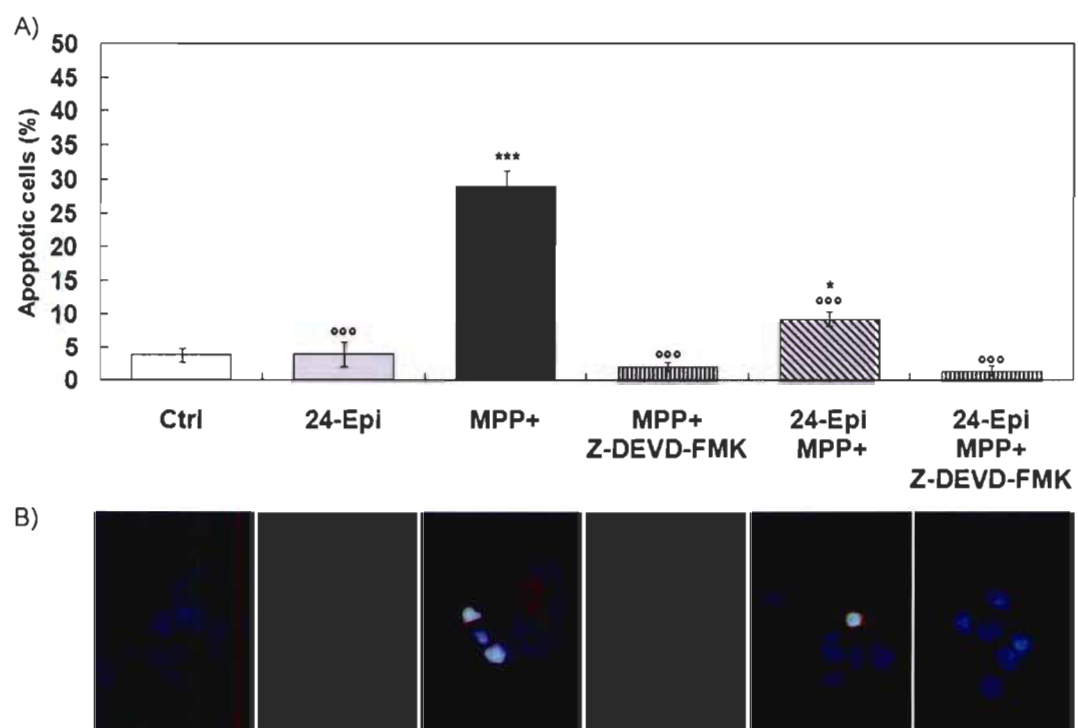 A)
Apoptotic cells (%)
50
45
40
35
30
25
20
15
10
5
0
***
°°°
°°°
*
°°°
°°°
Ctrl
24-Epi
MPP+
MPP+
Z-DEVD-FMK
24-Epi
MPP+
24-Epi
MPP+
Z-DEVD-FMK
B)